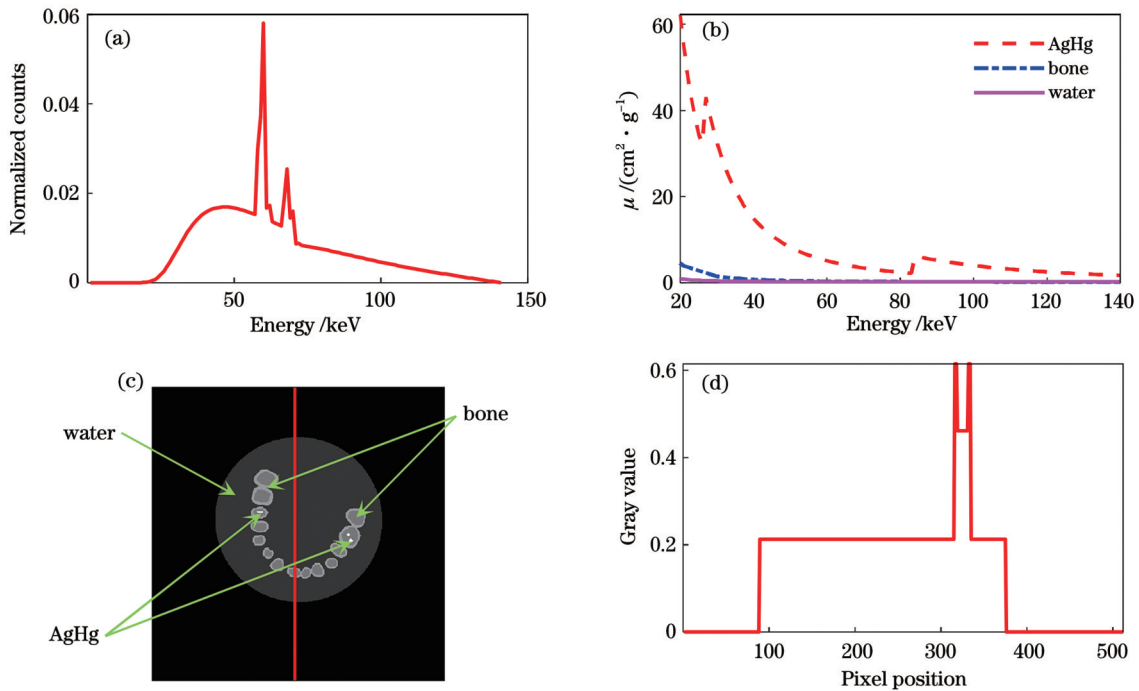 (a)
0.06
0.04
0.02
0
50
100
150
Normalized counts
Energy /keV
(b)
60
40
20
0
20
40
60
80
100
120
140
μ /(cm² · g⁻¹)
Energy /keV
AgHg
bone
water
(c)
water
bone
AgHg
(d)
0.6
0.4
0.2
0
100
200
300
400
500
Gray value
Pixel position